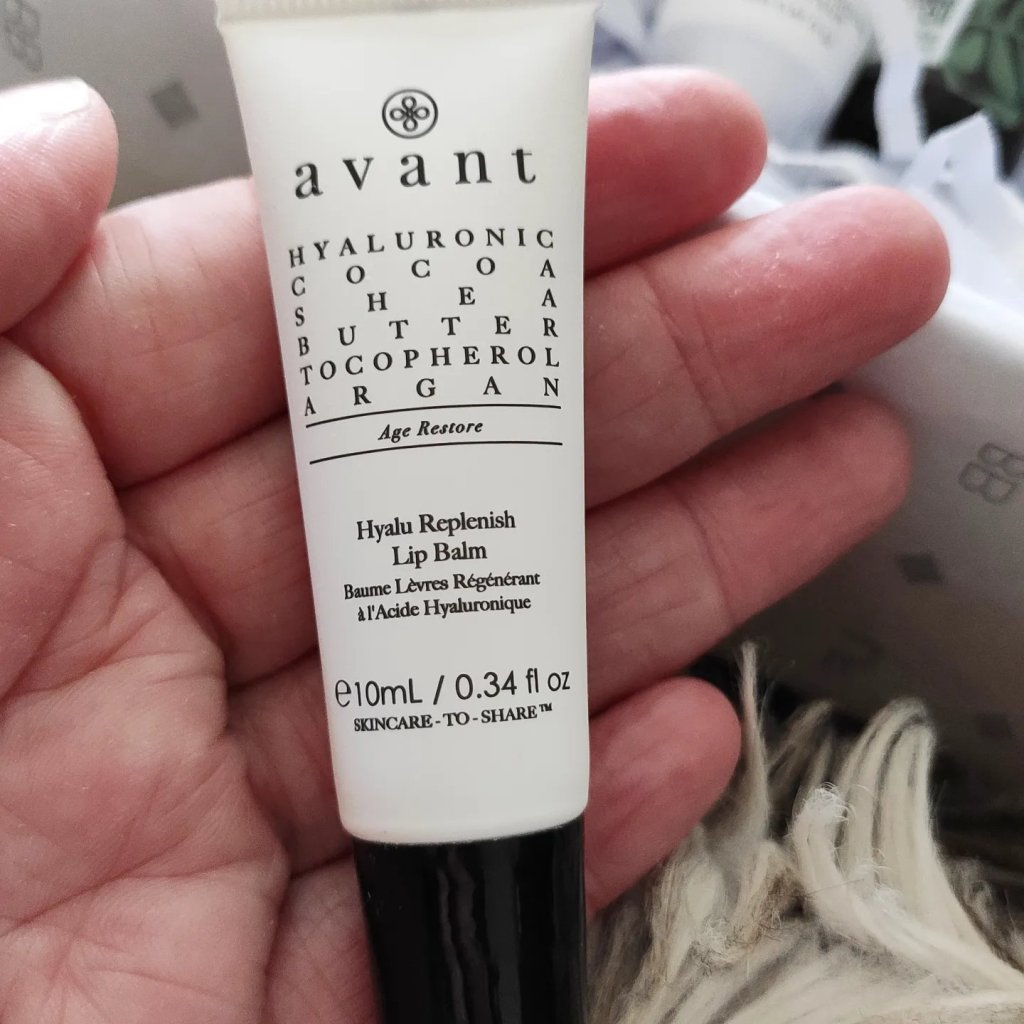 avant
HYALURONIC
COCOA
SHEA
BUTTER
TOCOPHEROL
ARGAN
Age Restore
Hyalu Replenish
Lip Balm
Baume Lèvres Régénérant
à l'Acide Hyaluronique
℮10mL / 0.34 fl oz
SKINCARE-TO-SHARE™